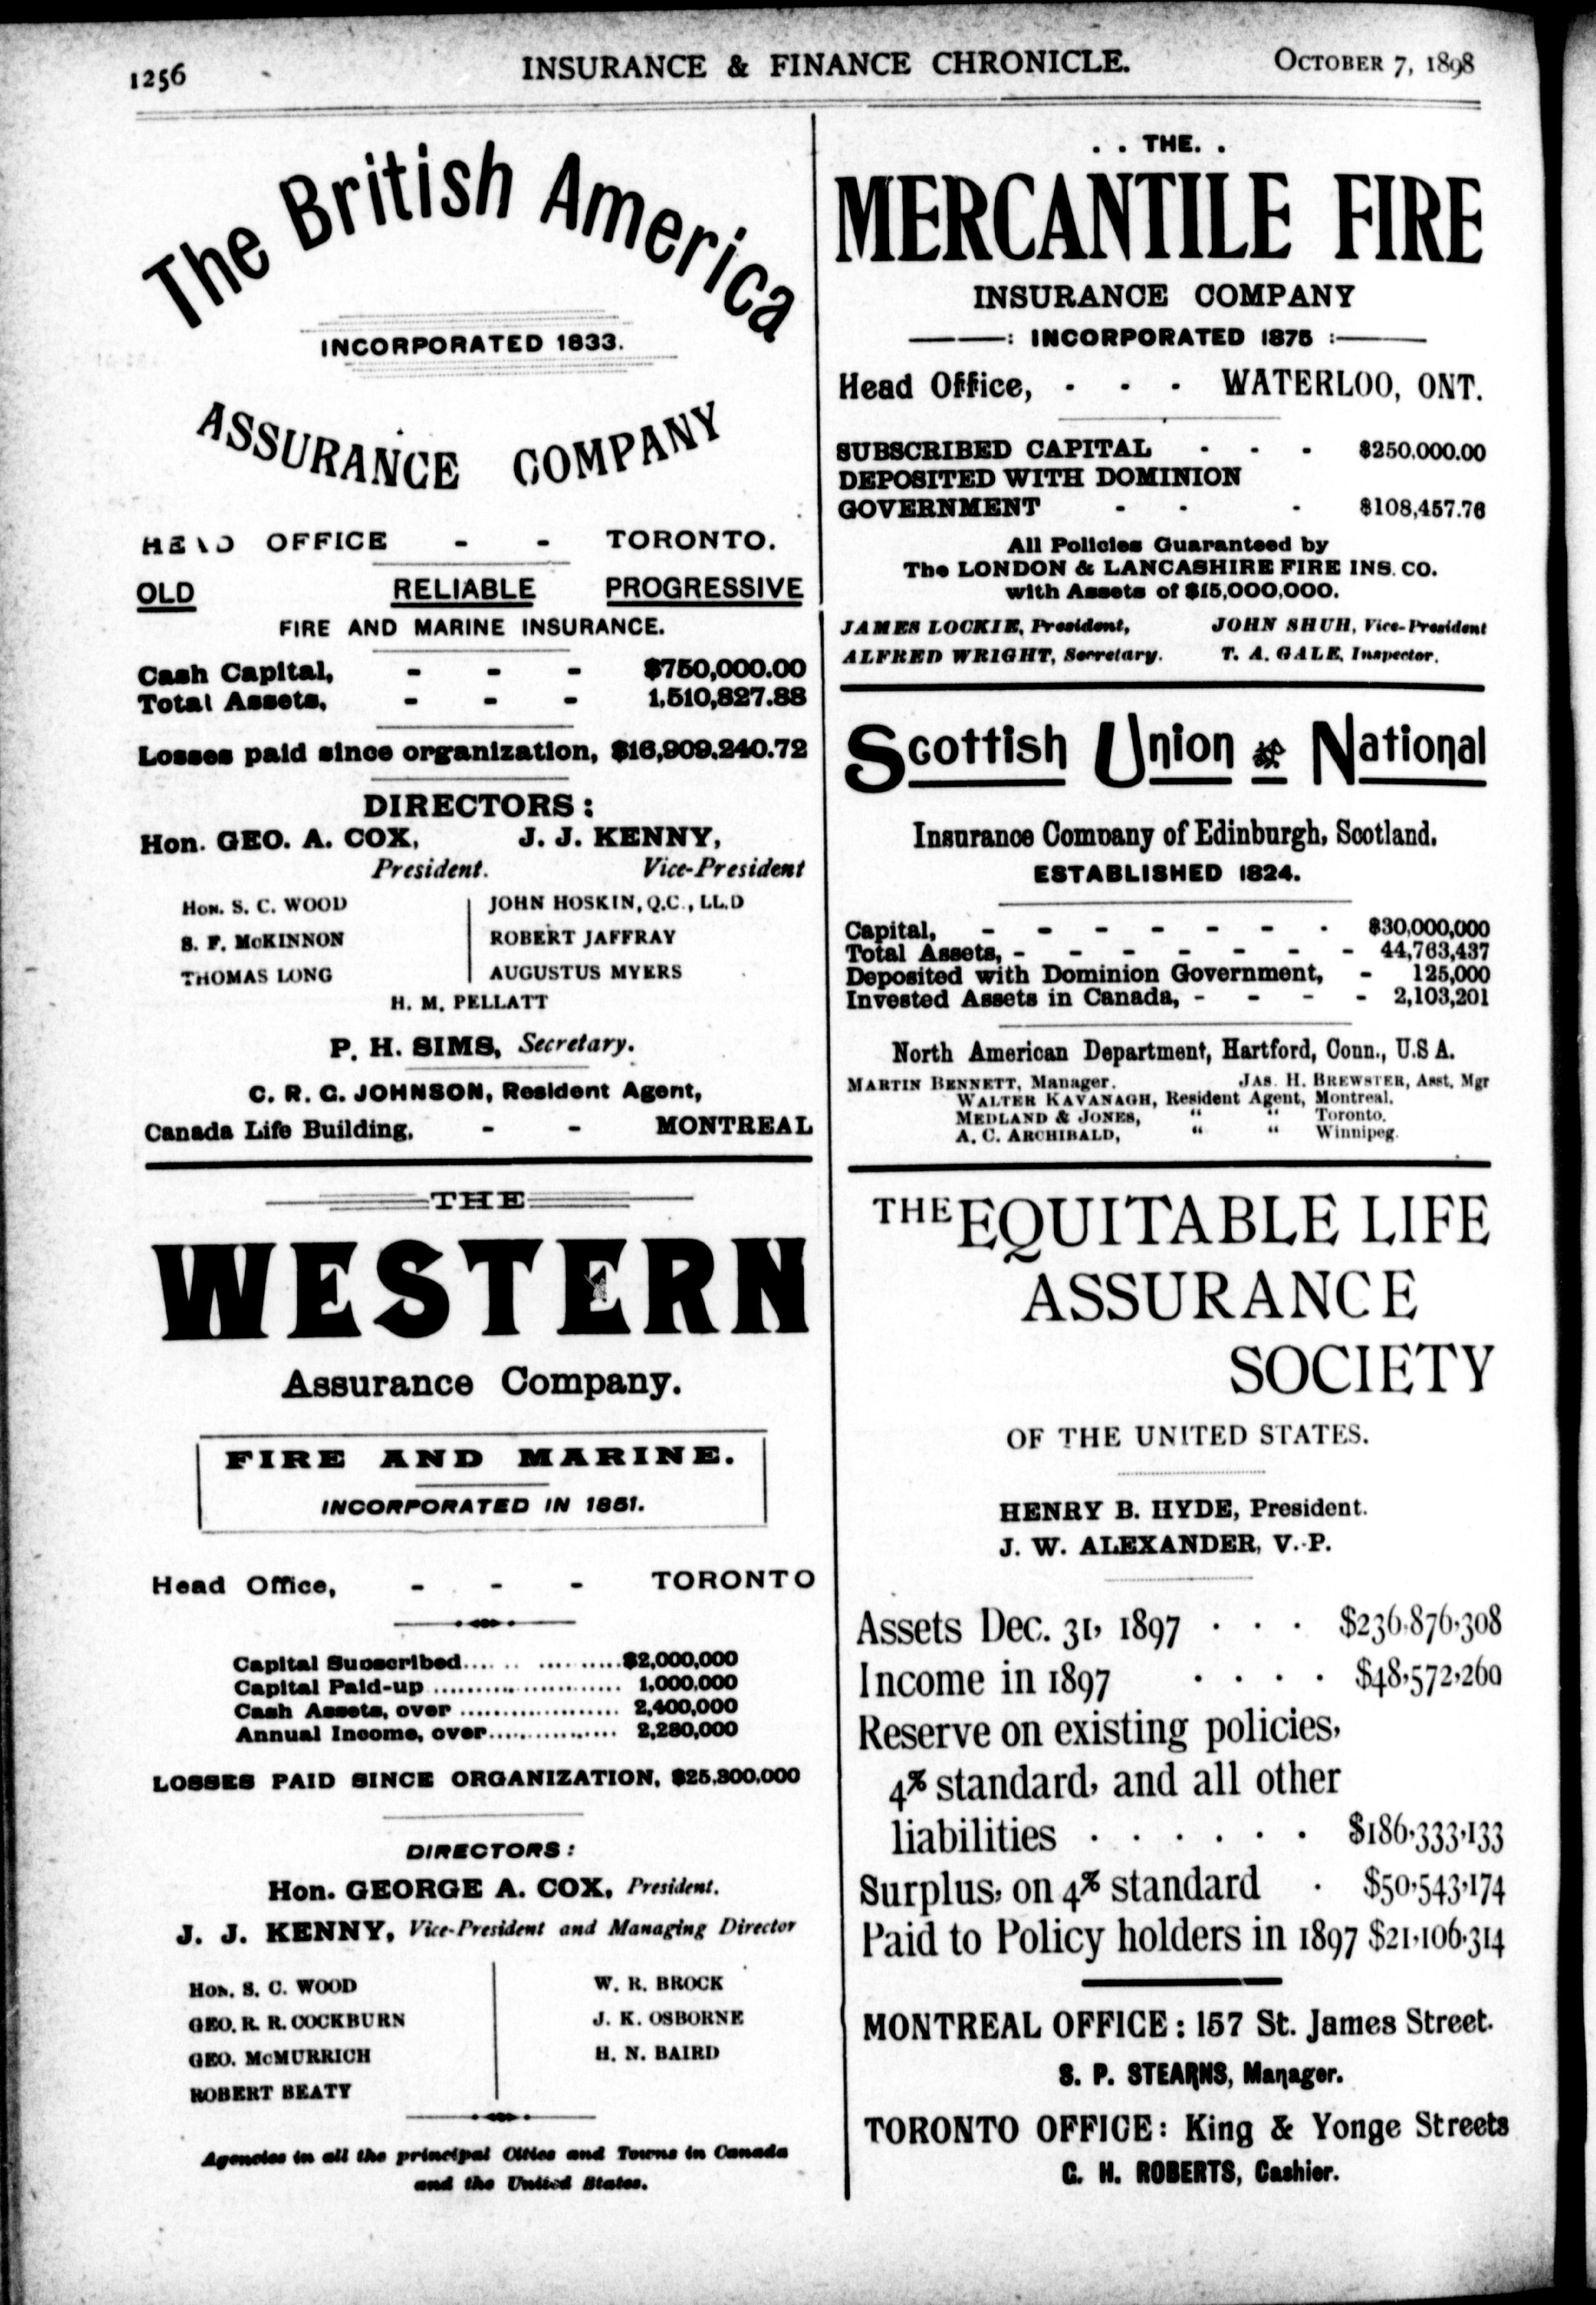 1256 INSURANCE & FINANCE CHRONICLE. OCTOBER 7, 1898
The British America
INCORPORATED 1833.
ASSURANCE COMPANY
HEAD OFFICE - - TORONTO.
OLD RELIABLE PROGRESSIVE
FIRE AND MARINE INSURANCE.
Cash Capital, - - - $750,000.00
Total Assets, - - - 1,510,827.88
Losses paid since organization, $16,909,240.72
DIRECTORS:
Hon. GEO. A. COX, J. J. KENNY,
President. Vice-President
HON. S. C. WOOD JOHN HOSKIN, Q.C., LL.D
S. F. McKINNON ROBERT JAFFRAY
THOMAS LONG AUGUSTUS MYERS
H. M. PELLATT
P. H. SIMS, Secretary.
C. R. G. JOHNSON, Resident Agent,
Canada Life Building, - - MONTREAL
THE
WESTERN
Assurance Company.
FIRE AND MARINE.
INCORPORATED IN 1851.
Head Office, - - - TORONTO
Capital Subscribed.... .. .... ......$2,000,000
Capital Paid-up ........................ 1,000,000
Cash Assets, over .................... 2,400,000
Annual Income, over................ 2,280,000
LOSSES PAID SINCE ORGANIZATION, $25,300,000
DIRECTORS:
Hon. GEORGE A. COX, President.
J. J. KENNY, Vice-President and Managing Director
HON. S. C. WOOD W. R. BROCK
GEO. R. R. COCKBURN J. K. OSBORNE
GEO. McMURRICH H. N. BAIRD
ROBERT BEATY
Agencies in all the principal Cities and Towns in Canada
and the United States.
. . THE. .
MERCANTILE FIRE
INSURANCE COMPANY
: INCORPORATED 1875 :
Head Office, - - - WATERLOO, ONT.
SUBSCRIBED CAPITAL - - - $250,000.00
DEPOSITED WITH DOMINION
GOVERNMENT - - - $108,457.76
All Policies Guaranteed by
The LONDON & LANCASHIRE FIRE INS. CO.
with Assets of $15,000,000.
JAMES LOCKIE, President, JOHN SHUH, Vice-President
ALFRED WRIGHT, Secretary. T. A. GALE, Inspector.
Scottish Union & National
Insurance Company of Edinburgh, Scotland.
ESTABLISHED 1824.
Capital, - - - - - - - $30,000,000
Total Assets, - - - - - - - 44,763,437
Deposited with Dominion Government, - 125,000
Invested Assets in Canada, - - - - 2,103,201
North American Department, Hartford, Conn., U.S A.
MARTIN BENNETT, Manager. JAS. H. BREWSTER, Asst. Mgr
WALTER KAVANAGH, Resident Agent, Montreal.
MEDLAND & JONES, " " Toronto.
A. C. ARCHIBALD, " " Winnipeg.
THE EQUITABLE LIFE
ASSURANCE
SOCIETY
OF THE UNITED STATES.
HENRY B. HYDE, President.
J. W. ALEXANDER, V.-P.
Assets Dec. 31, 1897 · · · $236,876,308
Income in 1897 · · · · $48,572,260
Reserve on existing policies,
4% standard, and all other
liabilities · · · · · · $186,333,133
Surplus, on 4% standard · $50,543,174
Paid to Policy holders in 1897 $21,106,314
MONTREAL OFFICE: 157 St. James Street.
S. P. STEARNS, Manager.
TORONTO OFFICE: King & Yonge Streets
C. H. ROBERTS, Cashier.